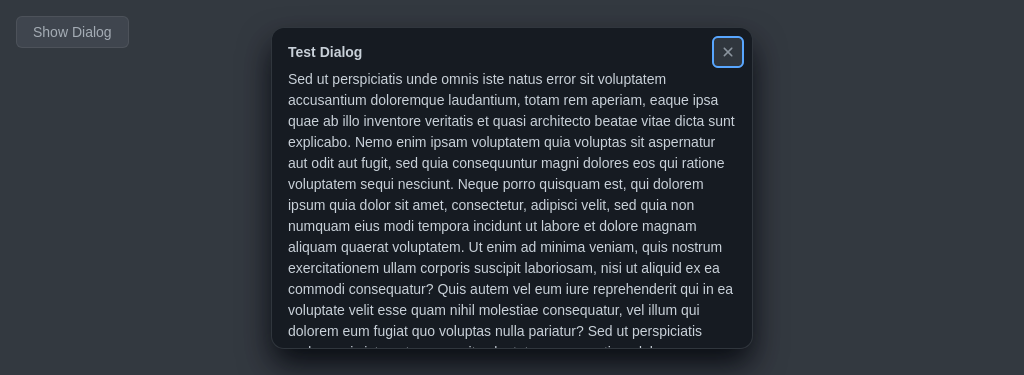 Show Dialog
Test Dialog
Sed ut perspiciatis unde omnis iste natus error sit voluptatem
accusantium doloremque laudantium, totam rem aperiam, eaque ipsa
quae ab illo inventore veritatis et quasi architecto beatae vitae dicta sunt
explicabo. Nemo enim ipsam voluptatem quia voluptas sit aspernatur
aut odit aut fugit, sed quia consequuntur magni dolores eos qui ratione
voluptatem sequi nesciunt. Neque porro quisquam est, qui dolorem
ipsum quia dolor sit amet, consectetur, adipisci velit, sed quia non
numquam eius modi tempora incidunt ut labore et dolore magnam
aliquam quaerat voluptatem. Ut enim ad minima veniam, quis nostrum
exercitationem ullam corporis suscipit laboriosam, nisi ut aliquid ex ea
commodi consequatur? Quis autem vel eum iure reprehenderit qui in ea
voluptate velit esse quam nihil molestiae consequatur, vel illum qui
dolorem eum fugiat quo voluptas nulla pariatur? Sed ut perspiciatis